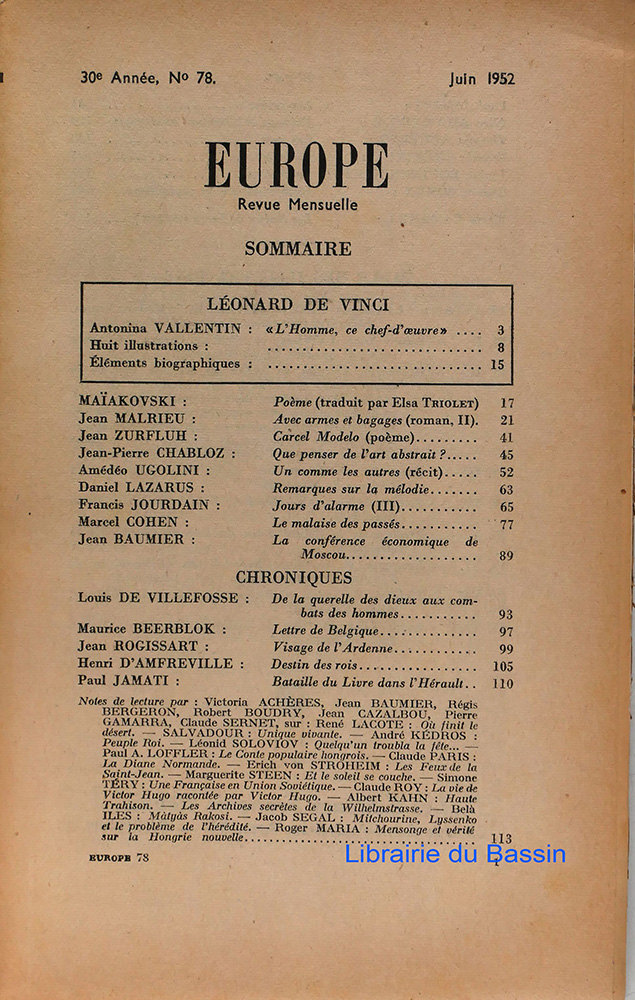 30e Année, No 78. Juin 1952
EUROPE
Revue Mensuelle
SOMMAIRE
LÉONARD DE VINCI
Antonina VALLENTIN : «L'Homme, ce chef-d'œuvre» .... 3
Huit illustrations : .............................. 8
Éléments biographiques : .............................. 15
MAÏAKOVSKI : Poème (traduit par Elsa TRIOLET) 17
Jean MALRIEU : Avec armes et bagages (roman, II). 21
Jean ZURFLUH : Carcel Modelo (poème)......... 41
Jean-Pierre CHABLOZ : Que penser de l'art abstrait ?..... 45
Amédéo UGOLINI : Un comme les autres (récit)..... 52
Daniel LAZARUS : Remarques sur la mélodie....... 63
Francis JOURDAIN : Jours d'alarme (III)........... 65
Marcel COHEN : Le malaise des passés........... 77
Jean BAUMIER : La conférence économique de
Moscou................... 89
CHRONIQUES
Louis DE VILLEFOSSE : De la querelle des dieux aux com-
bats des hommes........... 93
Maurice BEERBLOK : Lettre de Belgique............. 97
Jean ROGISSART : Visage de l'Ardenne............ 99
Henri D'AMFREVILLE : Destin des rois................. 105
Paul JAMATI : Bataille du Livre dans l'Hérault.. 110
Notes de lecture par : Victoria ACHÈRES, Jean BAUMIER, Régis
BERGERON, Robert BOUDRY, Jean CAZALBOU, Pierre
GAMARRA, Claude SERNET, sur : René LACOTE : Où finit le
désert. — SALVADOUR : Unique vivante. — André KÉDROS :
Peuple Roi. — Léonid SOLOVIOV : Quelqu'un troubla la fête... —
Paul A. LOFFLER : Le Conte populaire hongrois. — Claude PARIS :
La Diane Normande. — Erich von STROHEIM : Les Feux de la
Saint-Jean. — Marguerite STEEN : Et le soleil se couche. — Simone
TÉRY : Une Française en Union Soviétique. — Claude ROY : La vie de
Victor Hugo racontée par Victor Hugo. — Albert KAHN : Haute
Trahison. — Les Archives secrètes de la Wilhelmstrasse. — Belà
ILES : Màtyàs Rakosi. — Jacob SEGAL : Mitchourine, Lyssenko
et le problème de l'hérédité. — Roger MARIA : Mensonge et vérité
sur la Hongrie nouvelle........................................ 113
EUROPE 78
Librairie du Bassin